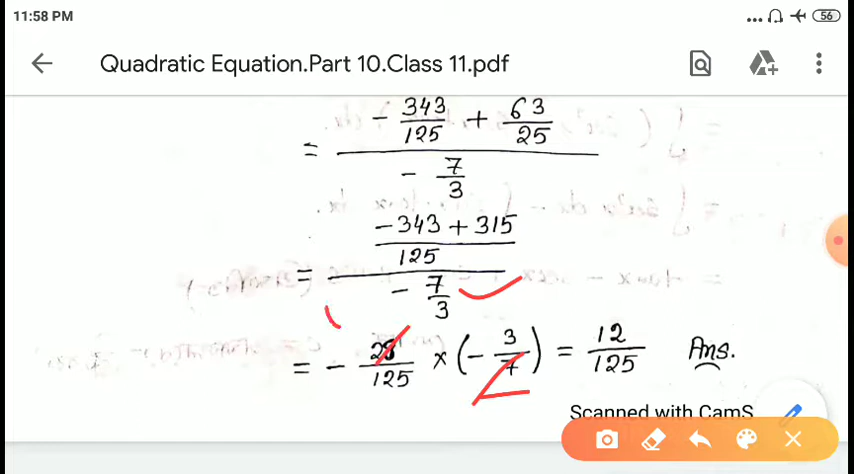 11:58 PM ... 56
Quadratic Equation.Part 10.Class 11.pdf
= (- 343/125 + 63/25) / (- 7/3)
= ((-343 + 315)/125) / (- 7/3)
= - 28/125 × (- 3/7) = 12/125 Ans.
Scanned with CamS